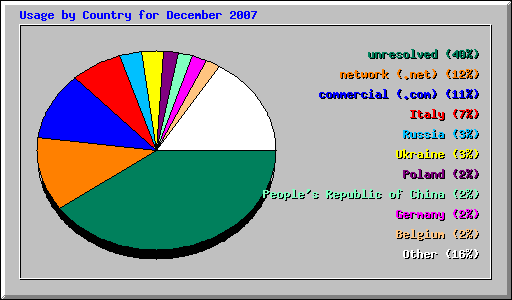 Usage by Country for December 2007
unresolved (40%)
network (.net) (12%)
commercial (.com) (11%)
Italy (7%)
Russia (3%)
Ukraine (3%)
Poland (2%)
People's Republic of China (2%)
Germany (2%)
Belgium (2%)
Other (16%)